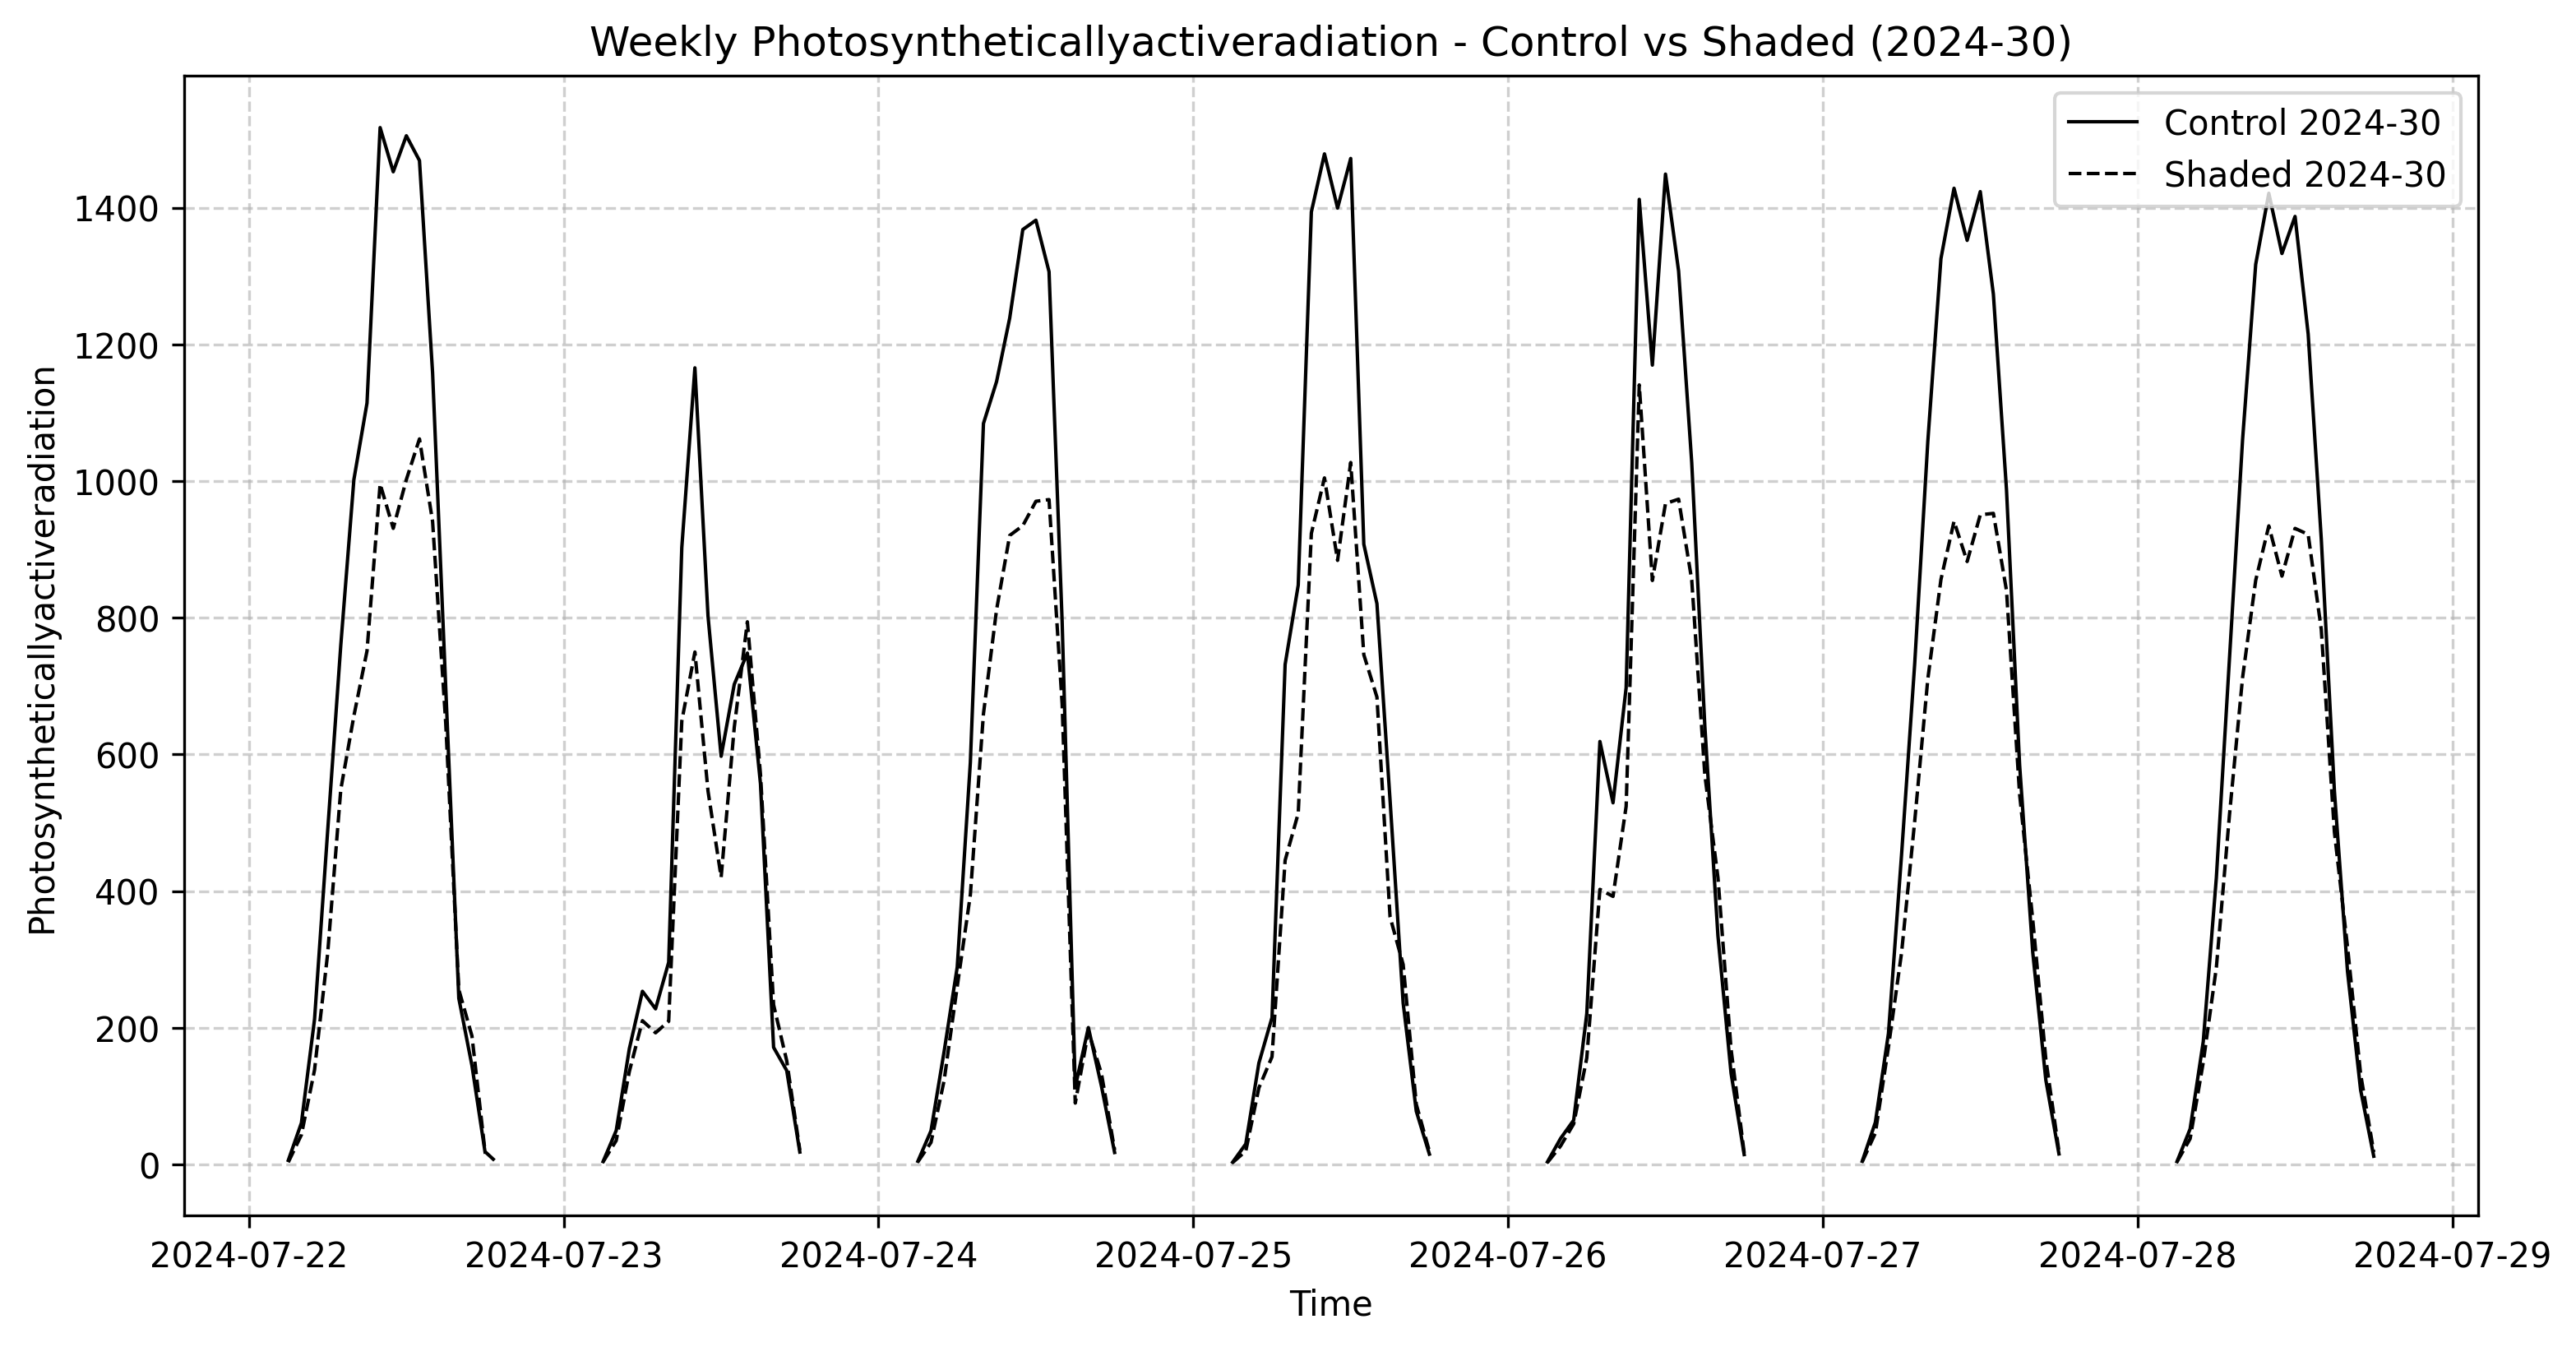 Weekly Photosyntheticallyactiveradiation - Control vs Shaded (2024-30)
Control 2024-30
Shaded 2024-30
Photosyntheticallyactiveradiation
1400
1200
1000
800
600
400
200
0
2024-07-22 2024-07-23 2024-07-24 2024-07-25 2024-07-26 2024-07-27 2024-07-28 2024-07-29
Time